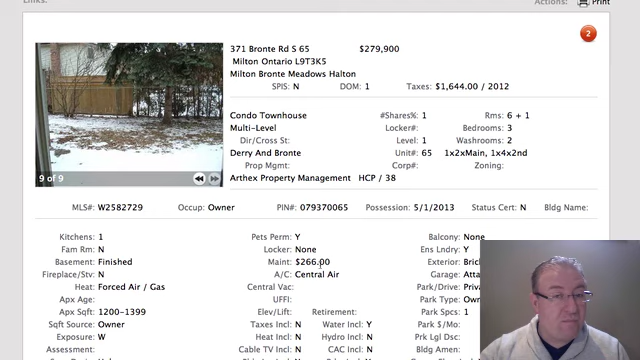 Links: Actions: Print
2
371 Bronte Rd S 65 $279,900
Milton Ontario L9T3K5
Milton Bronte Meadows Halton
SPIS: N DOM: 1 Taxes: $1,644.00 / 2012
Condo Townhouse #Shares%: 1 Rms: 6 + 1
Multi-Level Locker#: Bedrooms: 3
Dir/Cross St: Level: 1 Washrooms: 2
Derry And Bronte Unit#: 65 1x2xMain, 1x4x2nd
Prop Mgmt: Corp#: Zoning:
Arthex Property Management HCP / 38
9 of 9
MLS#: W2582729 Occup: Owner PIN#: 079370065 Possession: 5/1/2013 Status Cert: N Bldg Name:
Kitchens: 1 Pets Perm: Y Balcony: None
Fam Rm: N Locker: None Ens Lndry: Y
Basement: Finished Maint: $266.00 Exterior: Bric
Fireplace/Stv: N A/C: Central Air Garage: Atta
Heat: Forced Air / Gas Central Vac: Park/Drive: Priv
Apx Age: UFFI: Park Type: Own
Apx Sqft: 1200-1399 Elev/Lift: Retirement: Park Spcs: 1
Sqft Source: Owner Taxes Incl: N Water Incl: Y Park $/Mo:
Exposure: W Heat Incl: N Hydro Incl: N Prk Lgl Dsc:
Assessment: Cable TV Incl: N CAC Incl: N Bldg Amen: